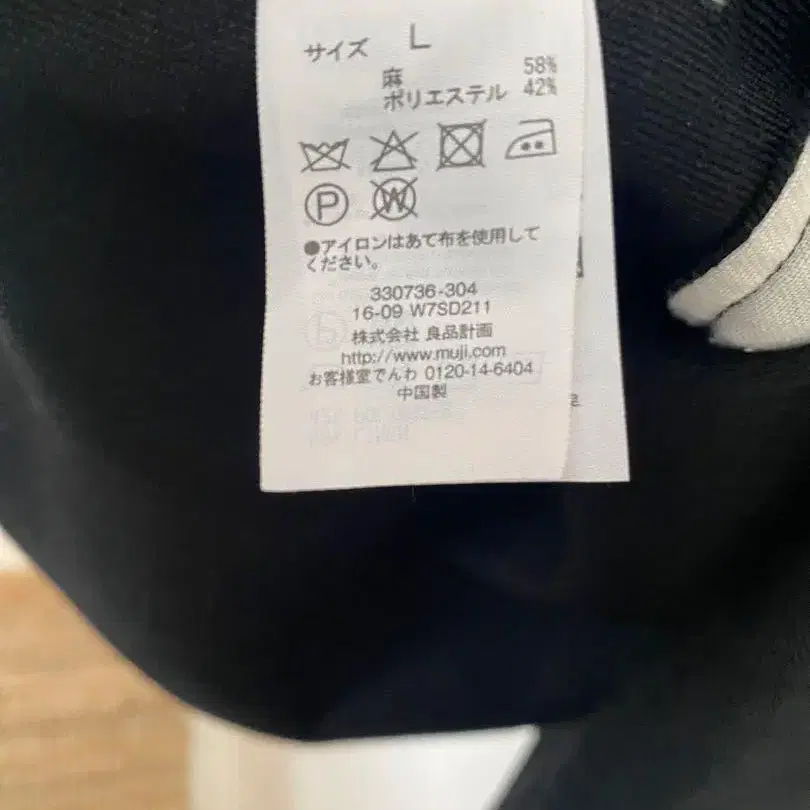 サイズ L
麻 58%
ポリエステル 42%
P W
●アイロンはあて布を使用して
ください。
330736-304
16-09 W7SD211
株式会社 良品計画
http://www.muji.com
お客様室でんわ 0120-14-6404
中国製